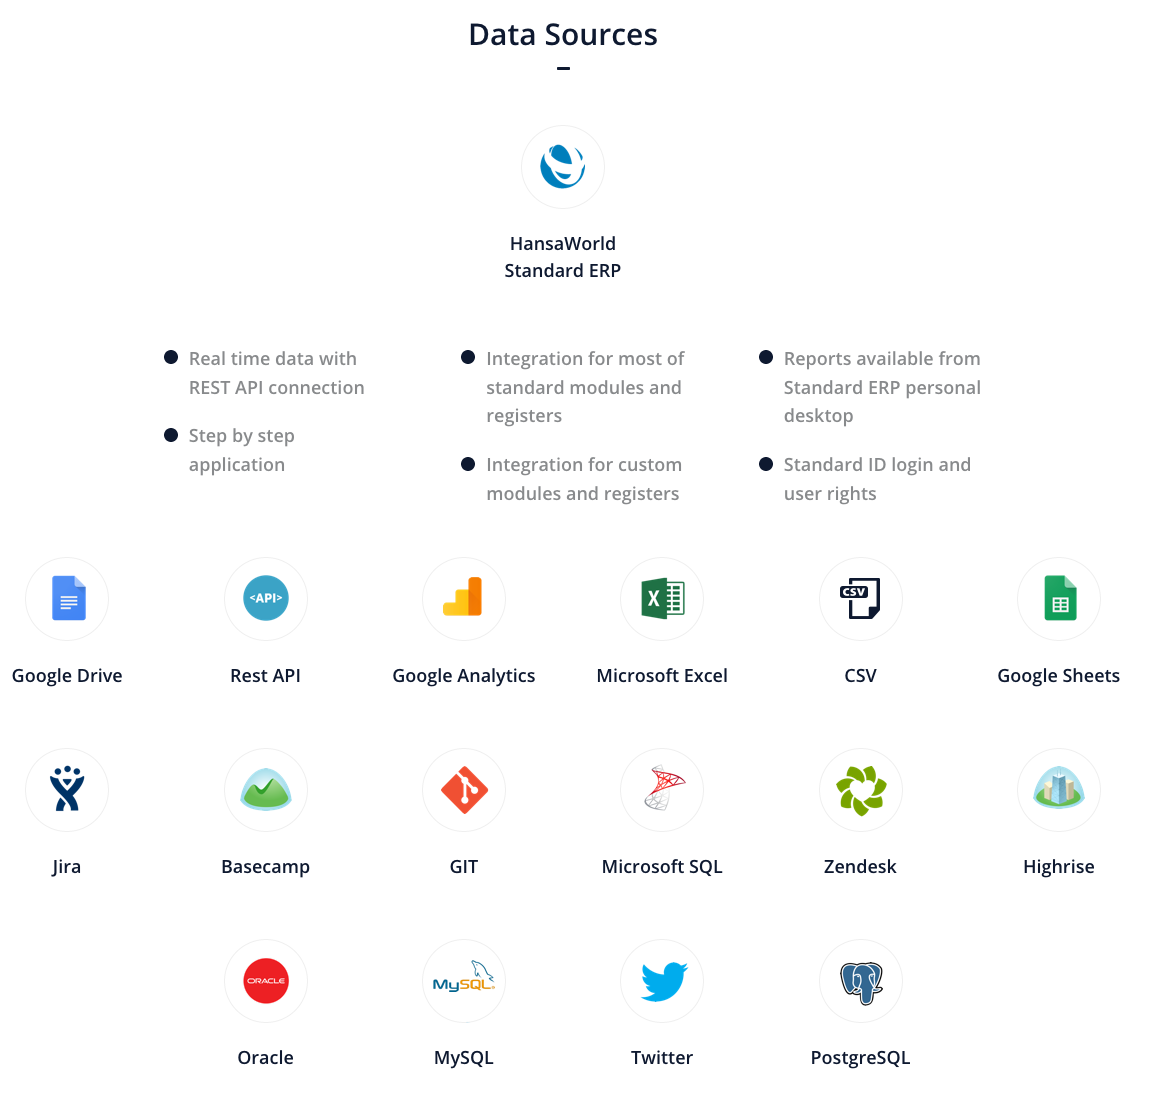 Data Sources
HansaWorld
Standard ERP
Real time data with
REST API connection
Step by step
application
Integration for most of
standard modules and
registers
Integration for custom
modules and registers
Reports available from
Standard ERP personal
desktop
Standard ID login and
user rights
<API>
X
CSV
Google Drive
Rest API
Google Analytics
Microsoft Excel
CSV
Google Sheets
Jira
Basecamp
GIT
Microsoft SQL
Zendesk
Highrise
ORACLE
MySQL
Oracle
MySQL
Twitter
PostgreSQL